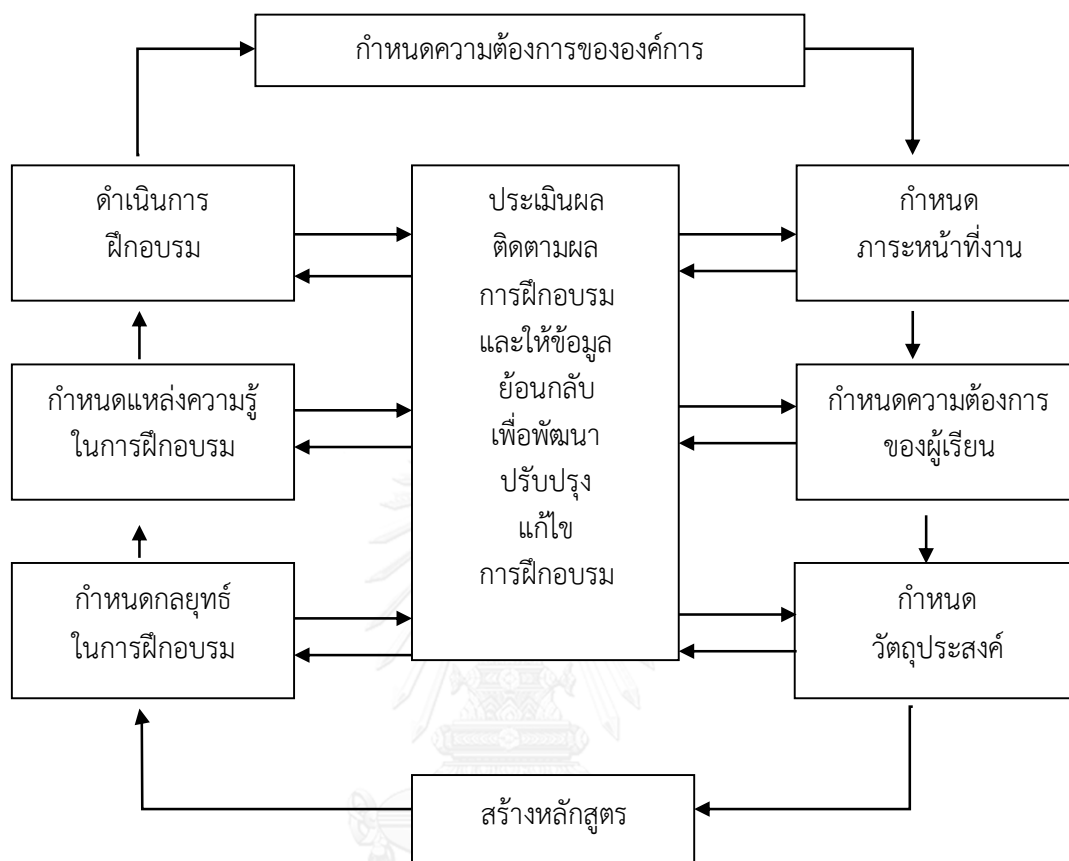 กำหนดความต้องการขององค์การ
ดำเนินการ
ฝึกอบรม
ประเมินผล
ติดตามผล
การฝึกอบรม
และให้ข้อมูล
ย้อนกลับ
เพื่อพัฒนา
ปรับปรุง
แก้ไข
การฝึกอบรม
กำหนด
ภาระหน้าที่งาน
กำหนดแหล่งความรู้
ในการฝึกอบรม
กำหนดความต้องการ
ของผู้เรียน
กำหนดกลยุทธ์
ในการฝึกอบรม
กำหนด
วัตถุประสงค์
สร้างหลักสูตร